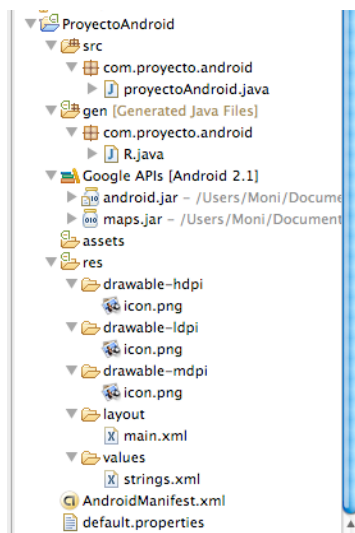 ProyectoAndroid
src
com.proyecto.android
proyectoAndroid.java
gen [Generated Java Files]
com.proyecto.android
R.java
Google APIs [Android 2.1]
android.jar – /Users/Moni/Docume
maps.jar – /Users/Moni/Document
assets
res
drawable-hdpi
icon.png
drawable-ldpi
icon.png
drawable-mdpi
icon.png
layout
main.xml
values
strings.xml
AndroidManifest.xml
default.properties